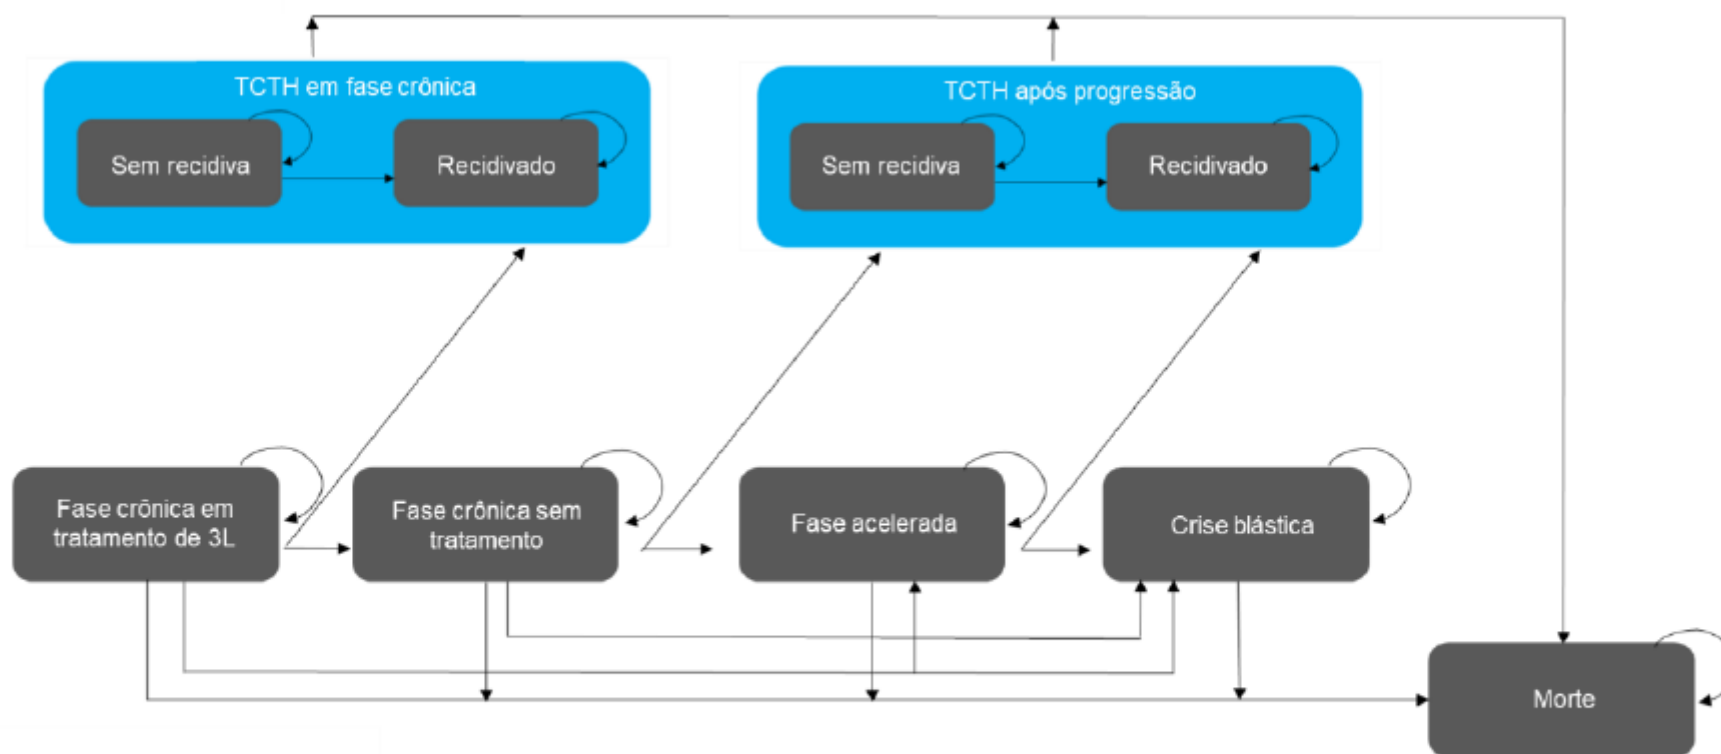 TCTH em fase crônica
Sem recidiva
Recidivado
TCTH após progressão
Sem recidiva
Recidivado
Fase crônica em
tratamento de 3L
Fase crônica sem
tratamento
Fase acelerada
Crise blástica
Morte